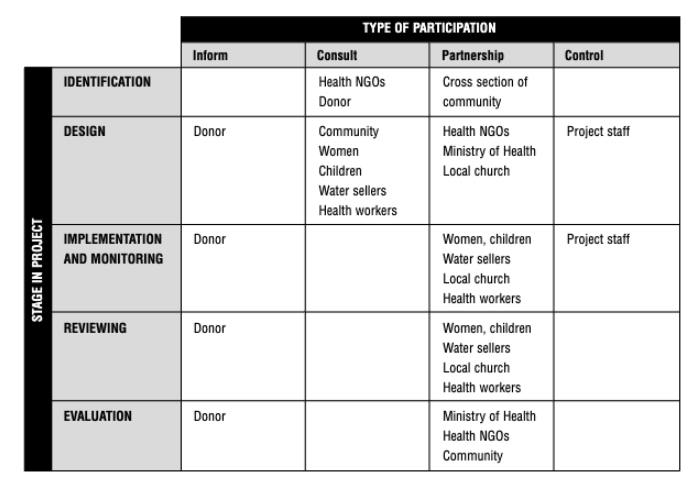 TYPE OF PARTICIPATION
Inform Consult Partnership Control
STAGE IN PROJECT
IDENTIFICATION
Health NGOs
Donor
Cross section of
community
DESIGN
Donor
Community
Women
Children
Water sellers
Health workers
Health NGOs
Ministry of Health
Local church
Project staff
IMPLEMENTATION
AND MONITORING
Donor
Women, children
Water sellers
Local church
Health workers
Project staff
REVIEWING
Donor
Women, children
Water sellers
Local church
Health workers
EVALUATION
Donor
Ministry of Health
Health NGOs
Community